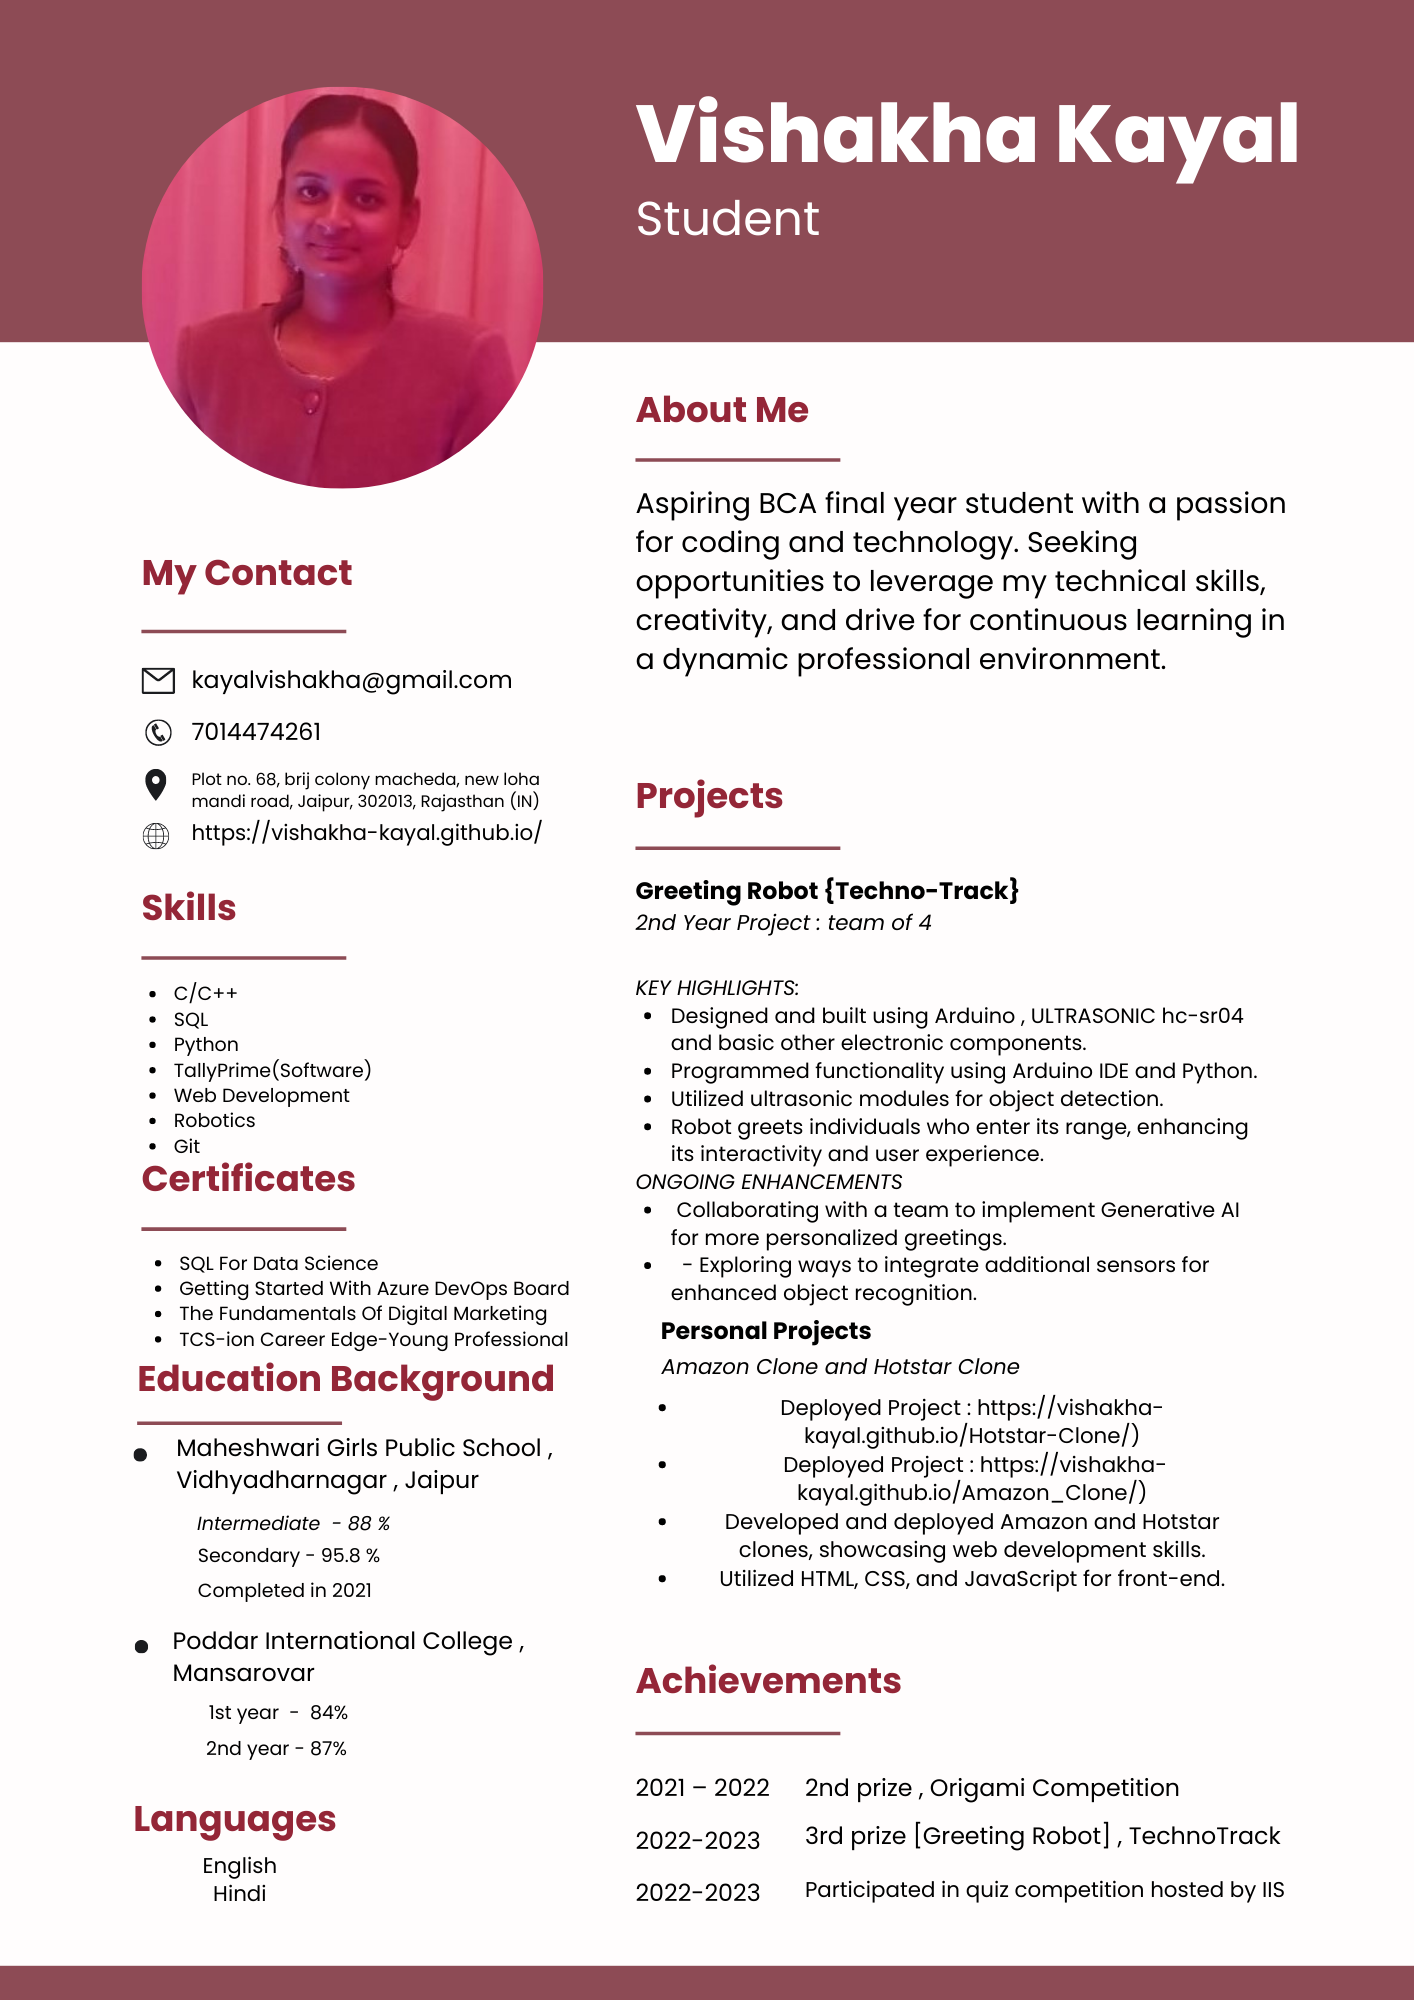 Vishakha Kayal
Student
My Contact
kayalvishakha@gmail.com
7014474261
Plot no. 68, brij colony macheda, new loha
mandi road, Jaipur, 302013, Rajasthan (IN)
https://vishakha-kayal.github.io/
Skills
• C/C++
• SQL
• Python
• TallyPrime(Software)
• Web Development
• Robotics
• Git
Certificates
• SQL For Data Science
• Getting Started With Azure DevOps Board
• The Fundamentals Of Digital Marketing
• TCS-ion Career Edge-Young Professional
Education Background
• Maheshwari Girls Public School ,
Vidhyadharnagar , Jaipur
Intermediate - 88 %
Secondary - 95.8 %
Completed in 2021
• Poddar International College ,
Mansarovar
1st year - 84%
2nd year - 87%
Languages
English
Hindi
About Me
Aspiring BCA final year student with a passion
for coding and technology. Seeking
opportunities to leverage my technical skills,
creativity, and drive for continuous learning in
a dynamic professional environment.
Projects
Greeting Robot {Techno-Track}
2nd Year Project : team of 4
KEY HIGHLIGHTS:
• Designed and built using Arduino , ULTRASONIC hc-sr04
and basic other electronic components.
• Programmed functionality using Arduino IDE and Python.
• Utilized ultrasonic modules for object detection.
• Robot greets individuals who enter its range, enhancing
its interactivity and user experience.
ONGOING ENHANCEMENTS
• Collaborating with a team to implement Generative AI
for more personalized greetings.
• - Exploring ways to integrate additional sensors for
enhanced object recognition.
Personal Projects
Amazon Clone and Hotstar Clone
• Deployed Project : https://vishakha-
kayal.github.io/Hotstar-Clone/)
• Deployed Project : https://vishakha-
kayal.github.io/Amazon_Clone/)
• Developed and deployed Amazon and Hotstar
clones, showcasing web development skills.
• Utilized HTML, CSS, and JavaScript for front-end.
Achievements
2021 – 2022 2nd prize , Origami Competition
2022-2023 3rd prize [Greeting Robot] , TechnoTrack
2022-2023 Participated in quiz competition hosted by IIS